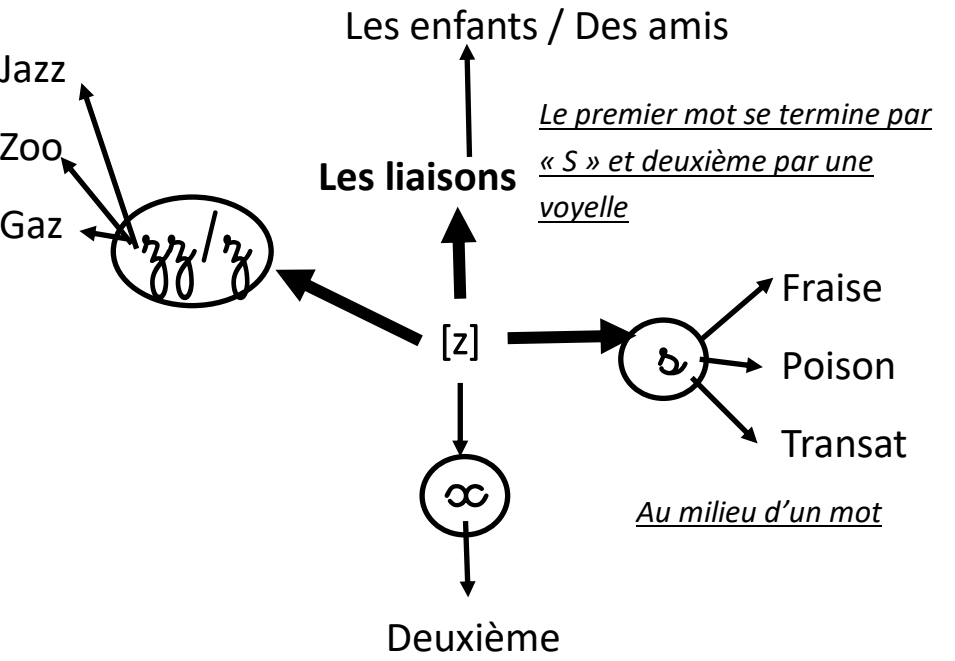 Les enfants / Des amis
Jazz
Zoo
Gaz
zz/z
Les liaisons
Le premier mot se termine par
« S » et deuxième par une
voyelle
[z]
s
Fraise
Poison
Transat
Au milieu d’un mot
x
Deuxième